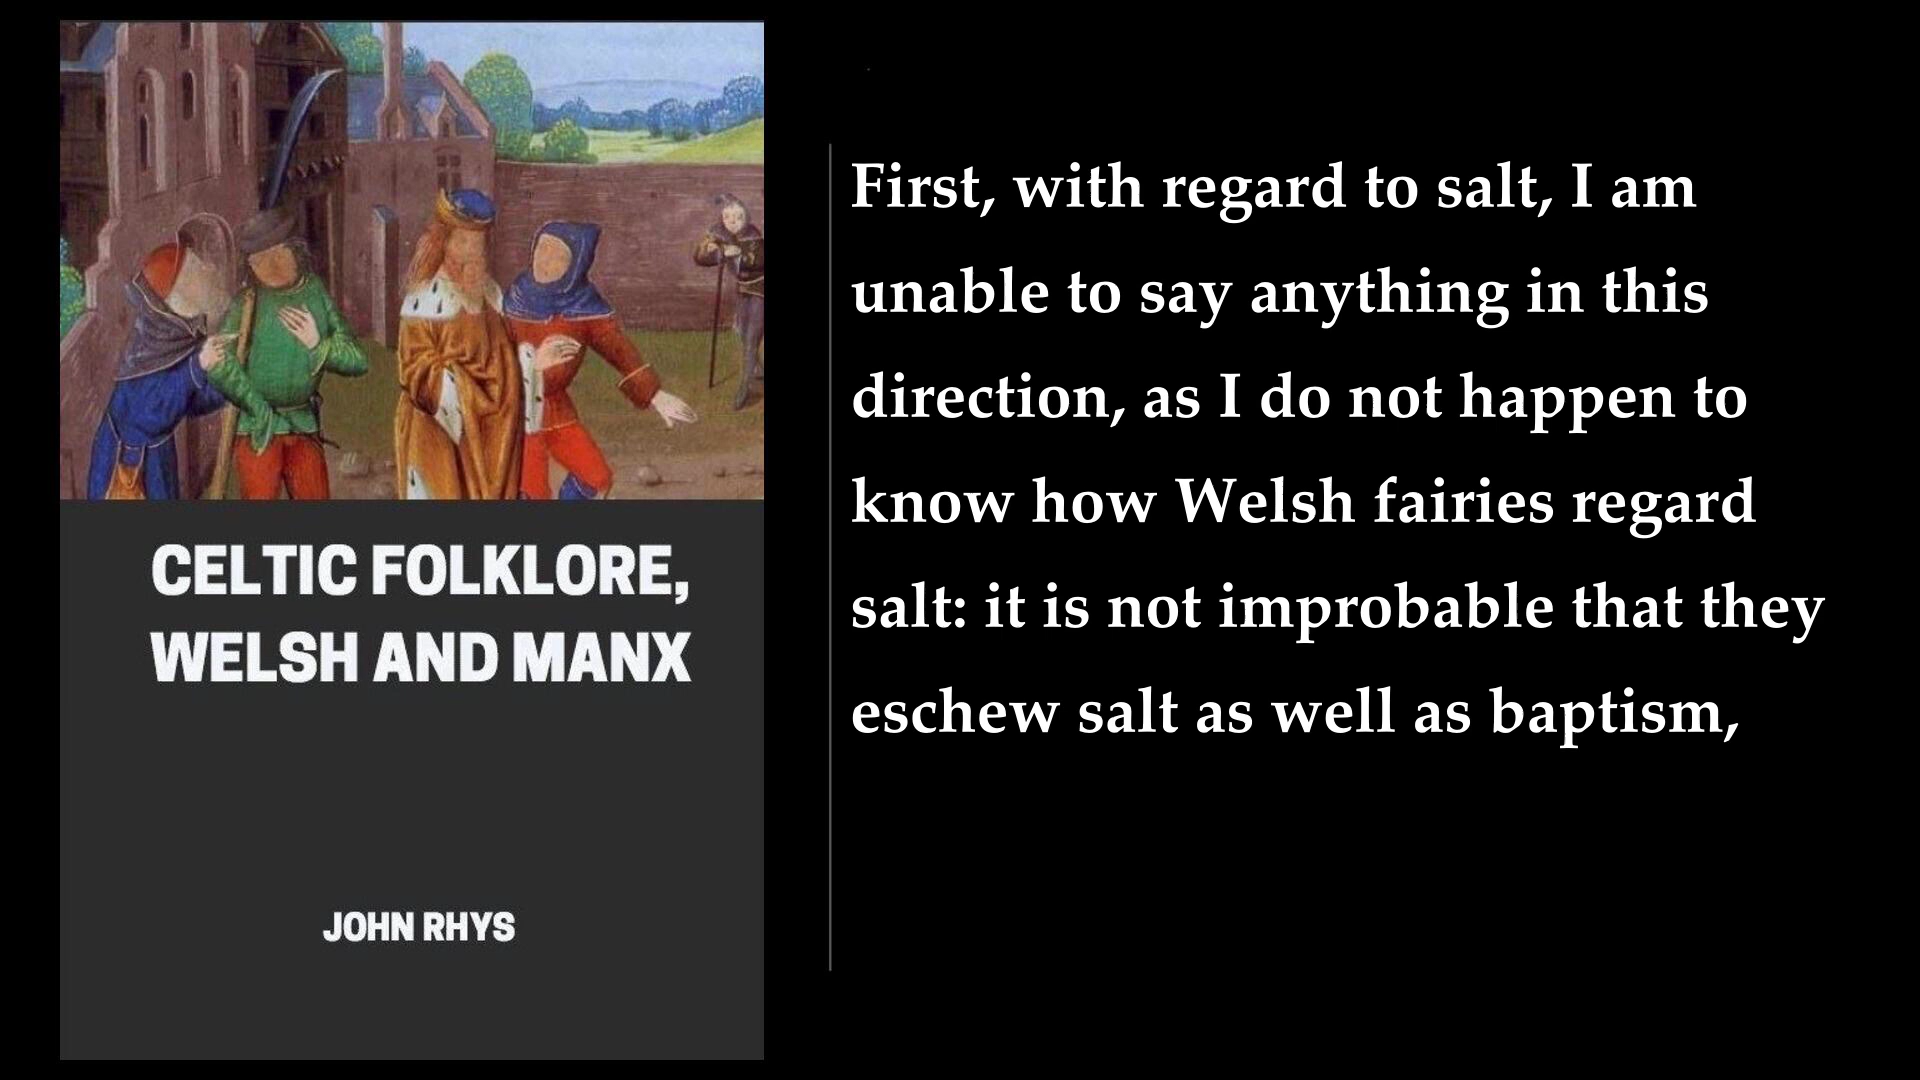 CELTIC FOLKLORE,
WELSH AND MANX
JOHN RHYS
First, with regard to salt, I am
unable to say anything in this
direction, as I do not happen to
know how Welsh fairies regard
salt: it is not improbable that they
eschew salt as well as baptism,